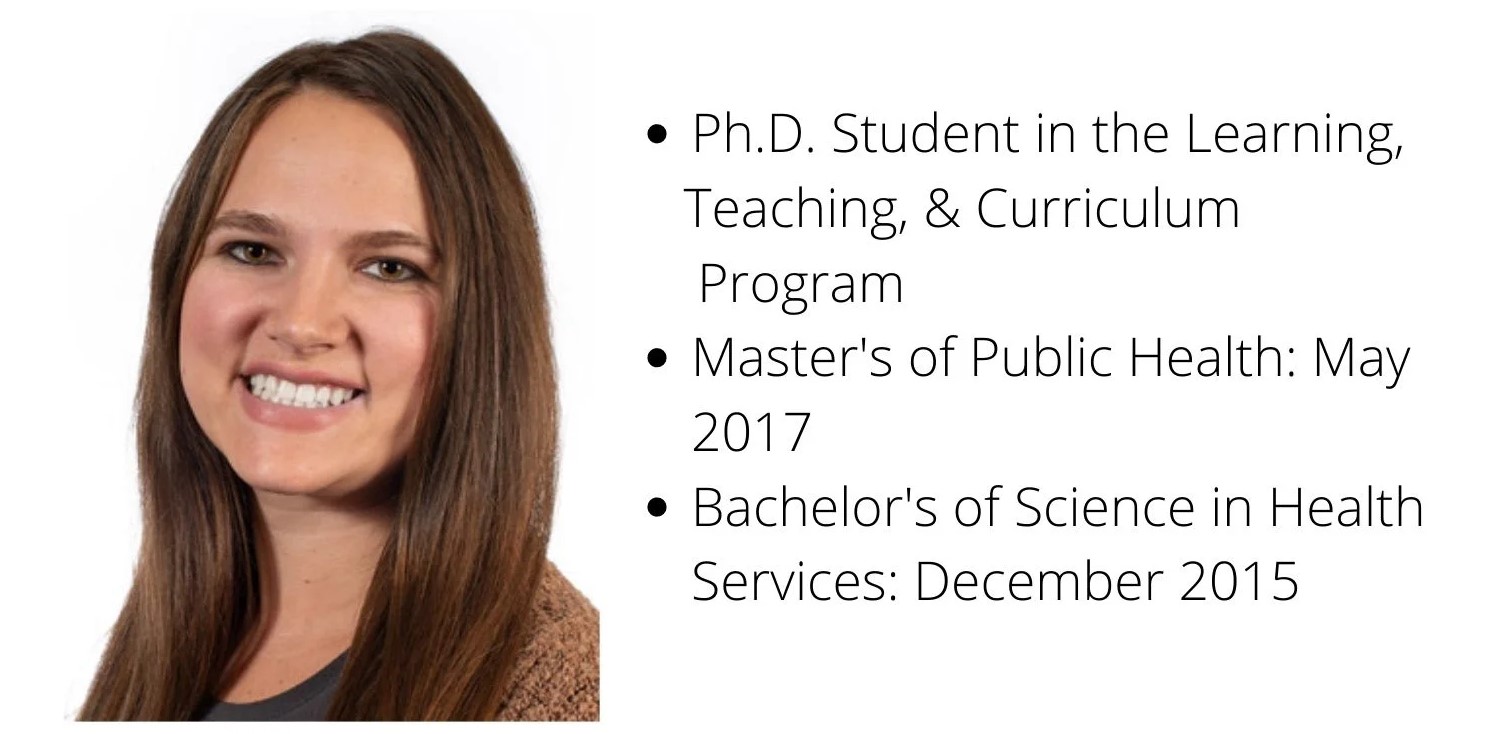 • Ph.D. Student in the Learning,
Teaching, & Curriculum
Program
• Master's of Public Health: May
2017
• Bachelor's of Science in Health
Services: December 2015